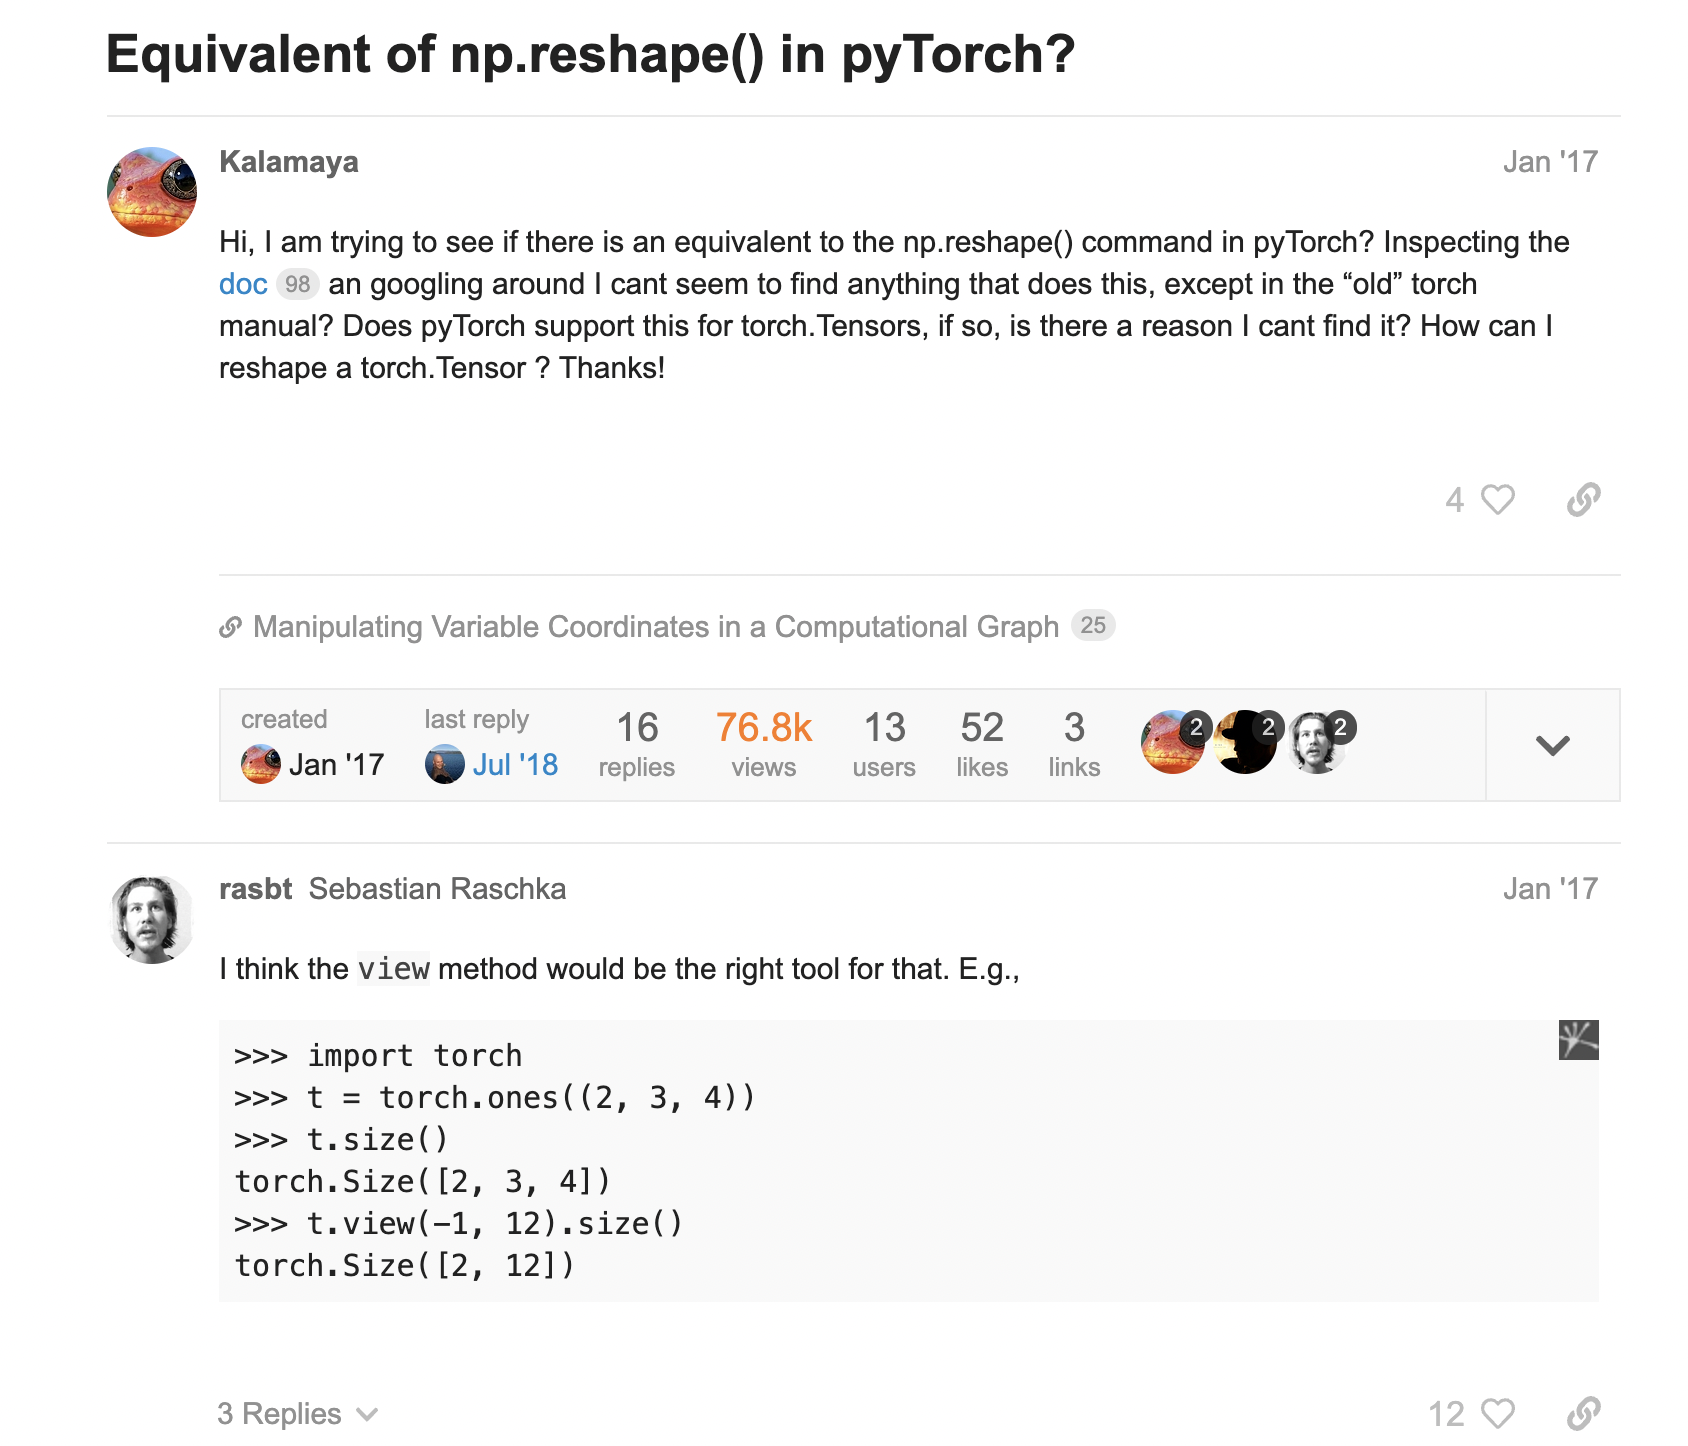 Equivalent of np.reshape() in pyTorch?
Kalamaya Jan '17
Hi, I am trying to see if there is an equivalent to the np.reshape() command in pyTorch? Inspecting the
doc 98 an googling around I cant seem to find anything that does this, except in the “old” torch
manual? Does pyTorch support this for torch.Tensors, if so, is there a reason I cant find it? How can I
reshape a torch.Tensor ? Thanks!
4
Manipulating Variable Coordinates in a Computational Graph 25
created last reply 16 76.8k 13 52 3 2 2 2
Jan '17 Jul '18 replies views users likes links
rasbt Sebastian Raschka Jan '17
I think the view method would be the right tool for that. E.g.,
>>> import torch
>>> t = torch.ones((2, 3, 4))
>>> t.size()
torch.Size([2, 3, 4])
>>> t.view(-1, 12).size()
torch.Size([2, 12])
3 Replies 12